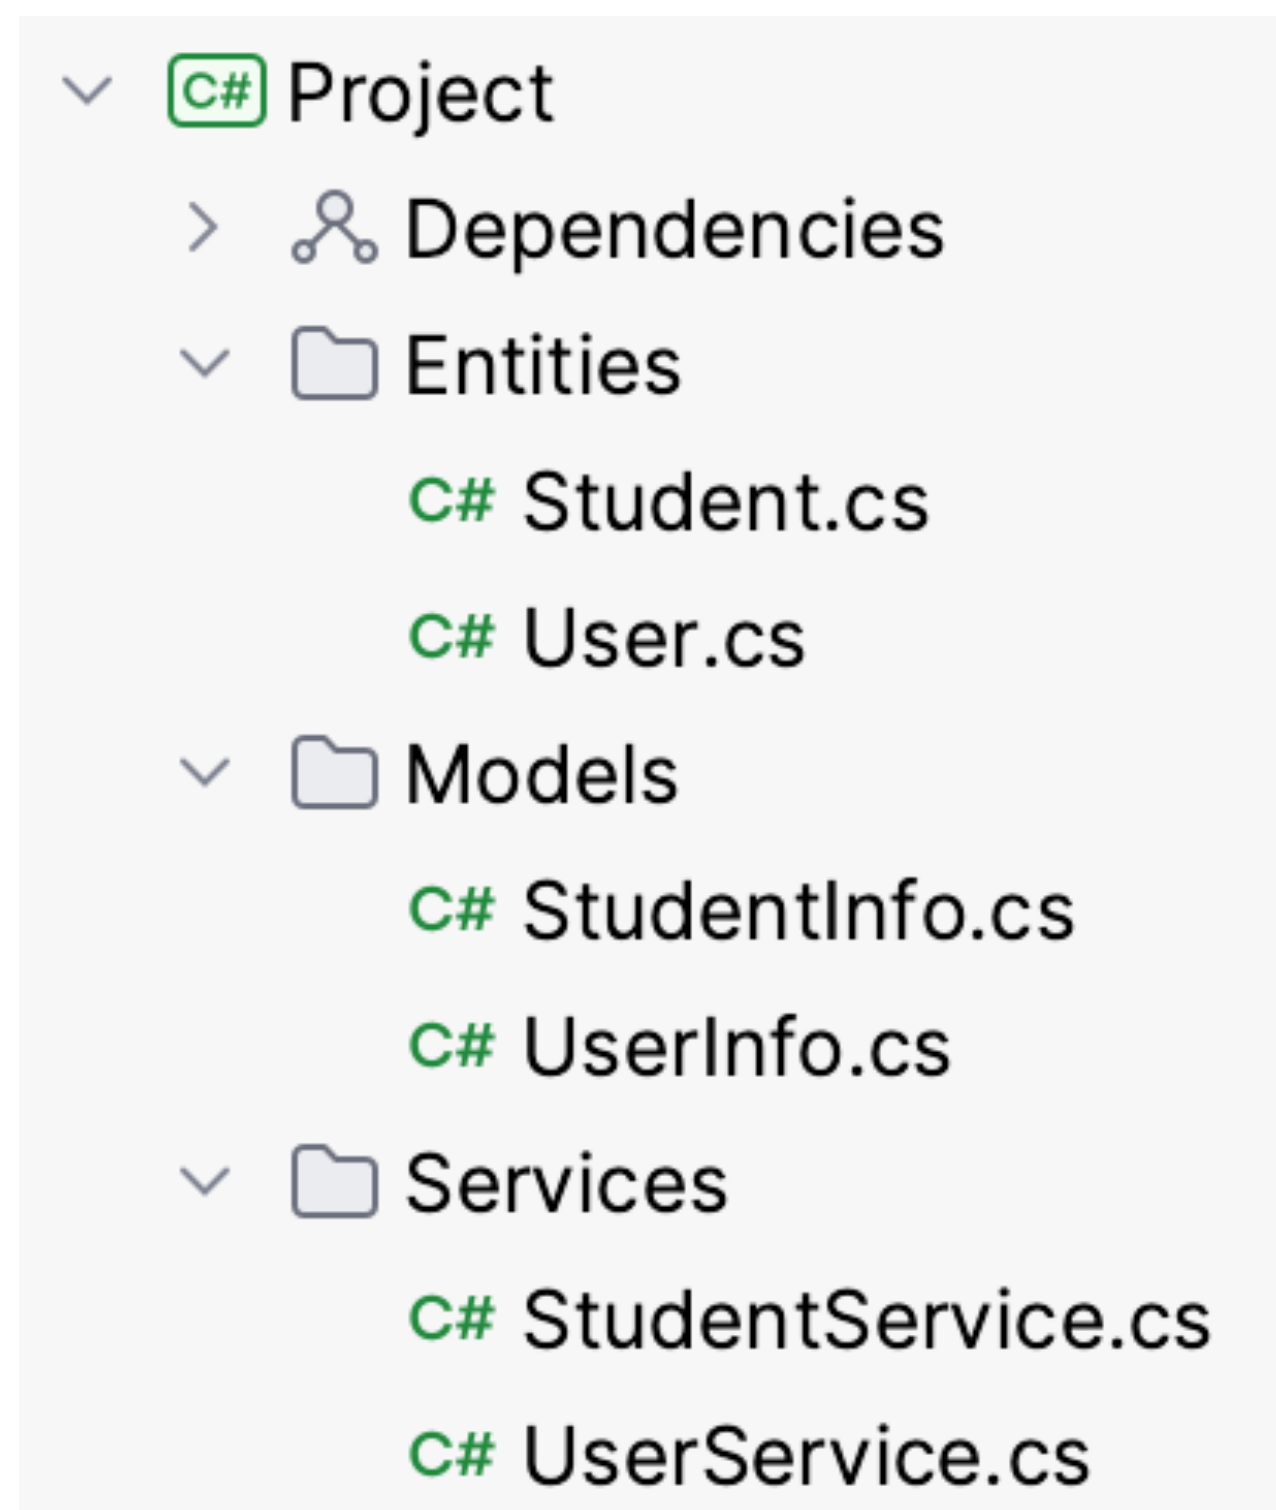 C# Project
Dependencies
Entities
C# Student.cs
C# User.cs
Models
C# StudentInfo.cs
C# UserInfo.cs
Services
C# StudentService.cs
C# UserService.cs